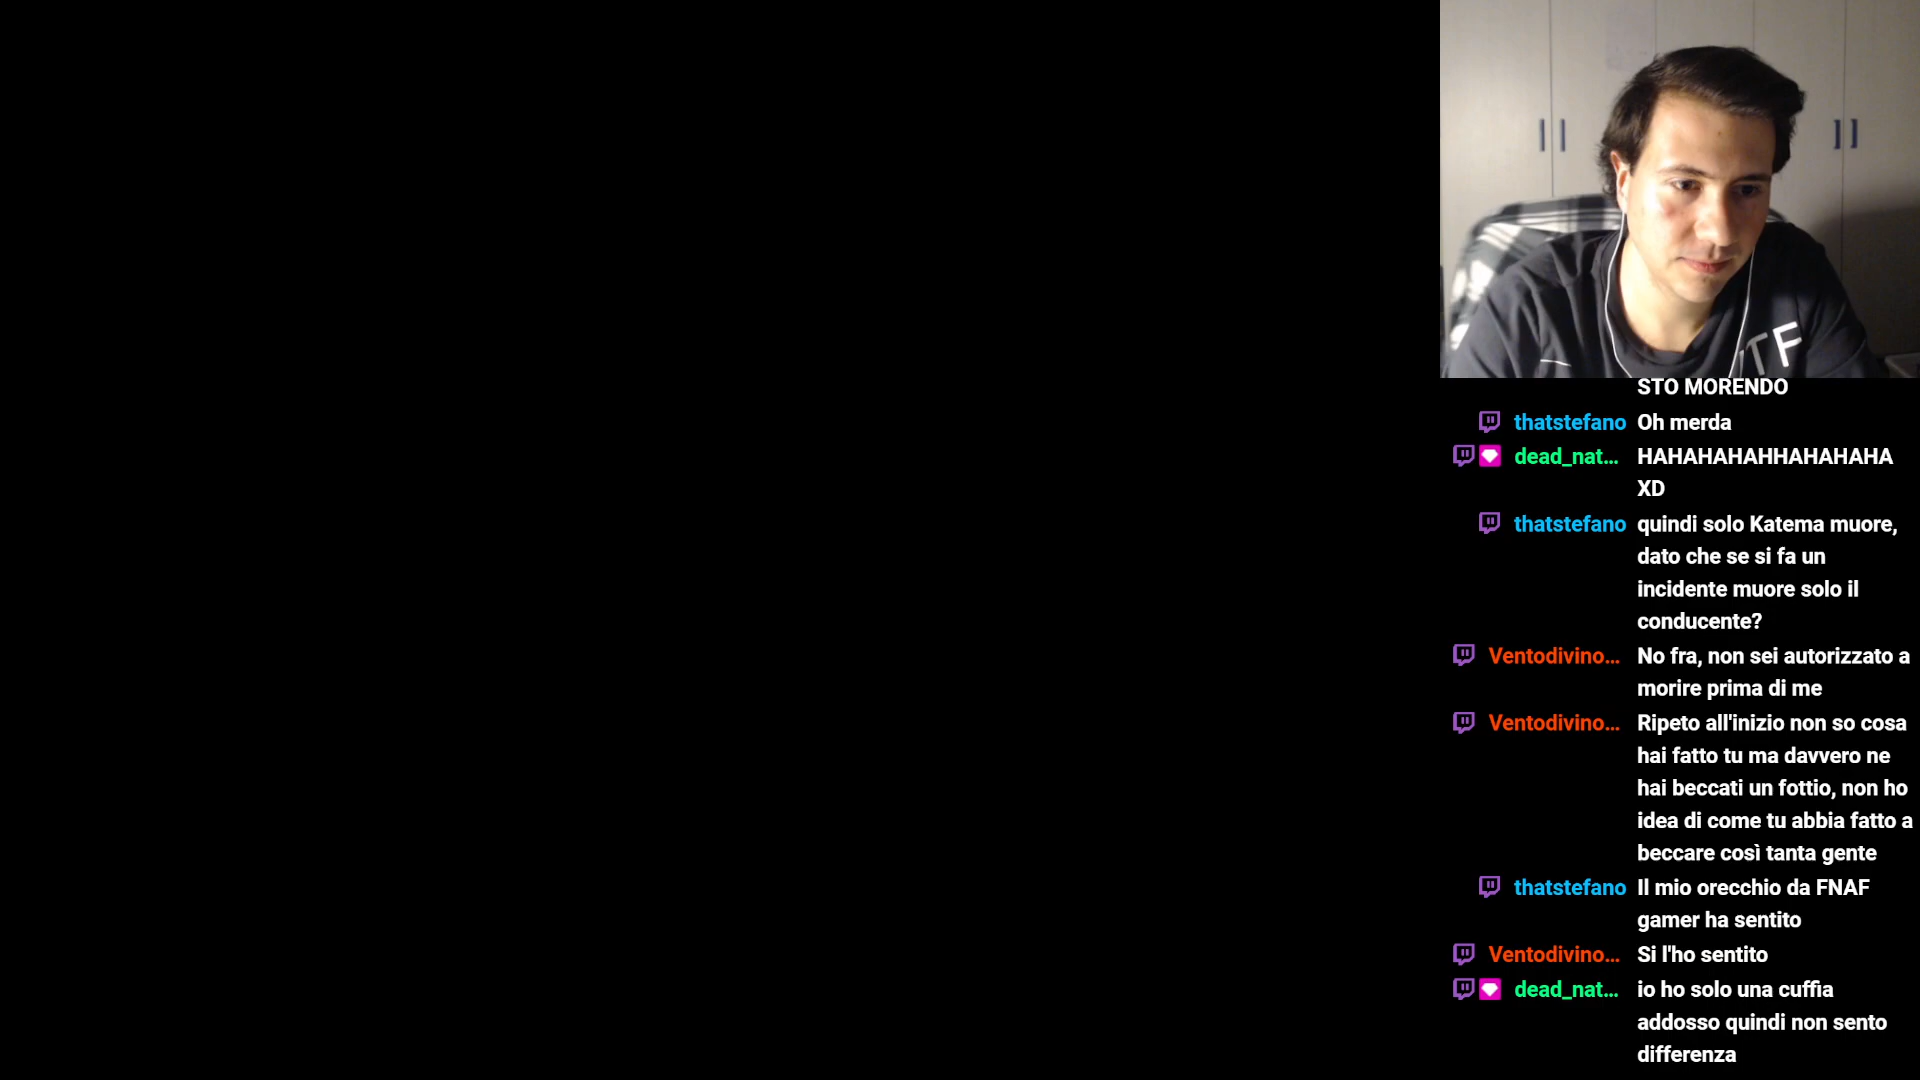 TF
STO MORENDO
thatstefano Oh merda
dead_nat... HAHAHAHAHHAHAHAHA
XD
thatstefano quindi solo Katema muore,
dato che se si fa un
incidente muore solo il
conducente?
Ventodivino... No fra, non sei autorizzato a
morire prima di me
Ventodivino... Ripeto all'inizio non so cosa
hai fatto tu ma davvero ne
hai beccati un fottio, non ho
idea di come tu abbia fatto a
beccare così tanta gente
thatstefano Il mio orecchio da FNAF
gamer ha sentito
Ventodivino... Si l'ho sentito
dead_nat... io ho solo una cuffia
addosso quindi non sento
differenza